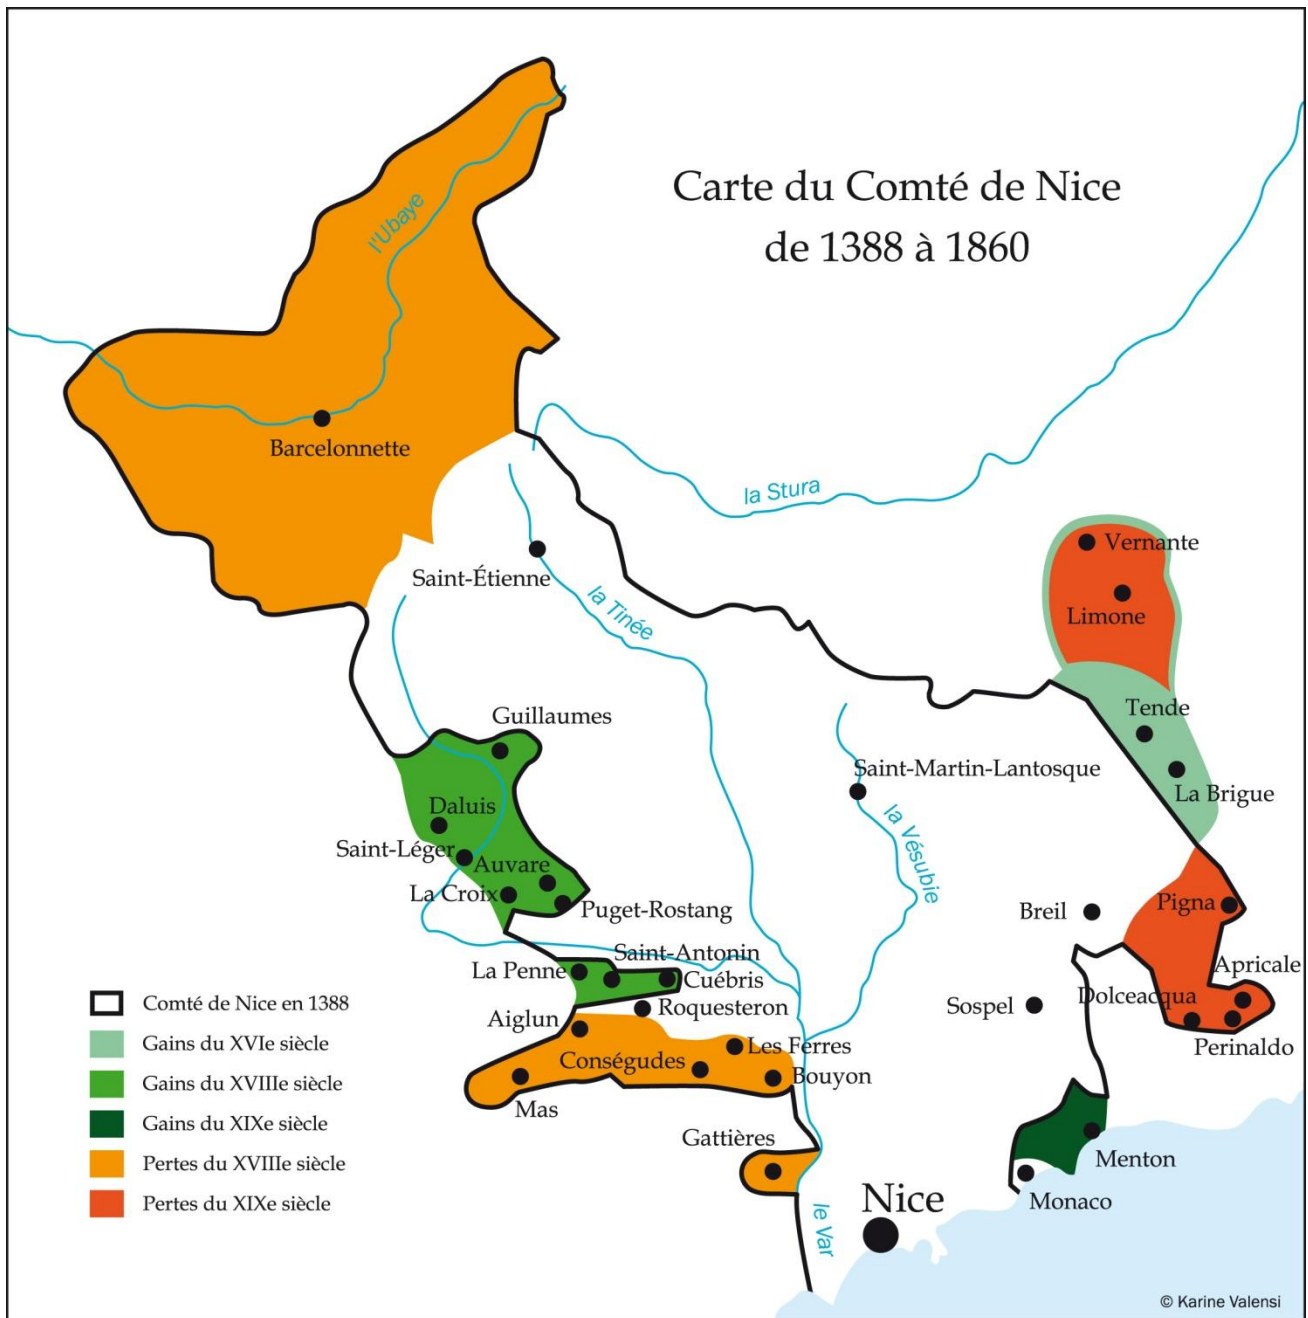 Carte du Comté de Nice
de 1388 à 1860
l'Ubaye
Barcelonnette
la Stura
Saint-Étienne
la Tinée
Vernante
Limone
Guillaumes
Tende
Saint-Martin-Lantosque
La Brigue
Daluis
la Vésubie
Saint-Léger
Auvare
La Croix
Puget-Rostang
Breil
Pigna
Saint-Antonin
La Penne
Cuébris
Apricale
Dolceacqua
Roquesteron
Sospel
Aiglun
Perinaldo
Les Ferres
Conségudes
Bouyon
Mas
Gattières
Menton
Monaco
Nice
le Var
Comté de Nice en 1388
Gains du XVIe siècle
Gains du XVIIIe siècle
Gains du XIXe siècle
Pertes du XVIIIe siècle
Pertes du XIXe siècle
© Karine Valensi